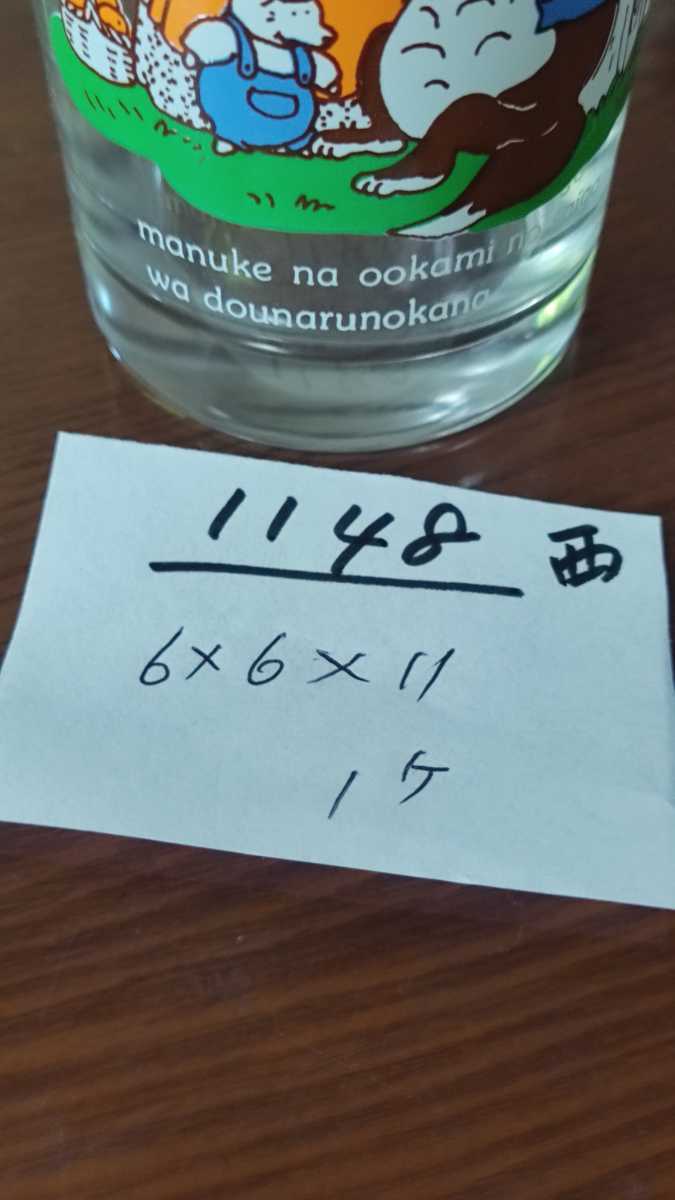 manuke na ookami no
wa dounarunokana
1148 西
6×6×11
1ケ